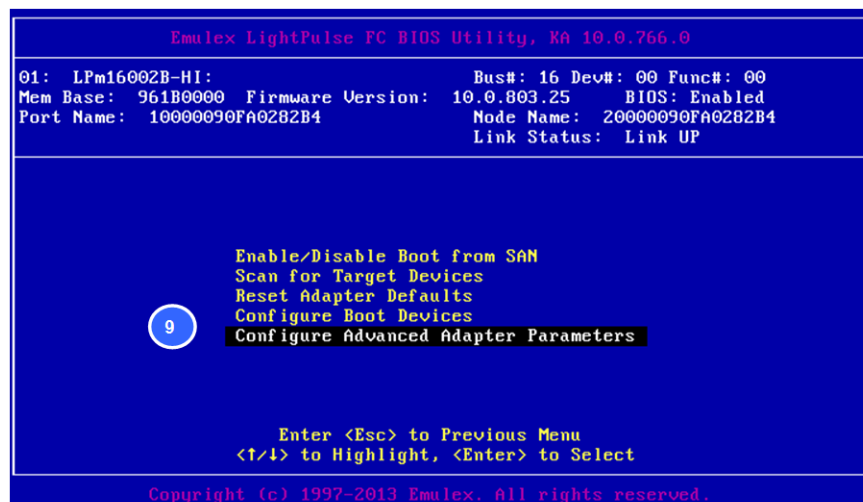 Emulex LightPulse FC BIOS Utility, KA 10.0.766.0
01: LPm16002B-HI: Bus#: 16 Dev#: 00 Func#: 00
Mem Base: 961B0000 Firmware Version: 10.0.803.25 BIOS: Enabled
Port Name: 10000090FA0282B4 Node Name: 20000090FA0282B4
Link Status: Link UP
Enable/Disable Boot from SAN
Scan for Target Devices
Reset Adapter Defaults
Configure Boot Devices
9 Configure Advanced Adapter Parameters
Enter <Esc> to Previous Menu
<↑/↓> to Highlight, <Enter> to Select
Copyright (c) 1997-2013 Emulex. All rights reserved.